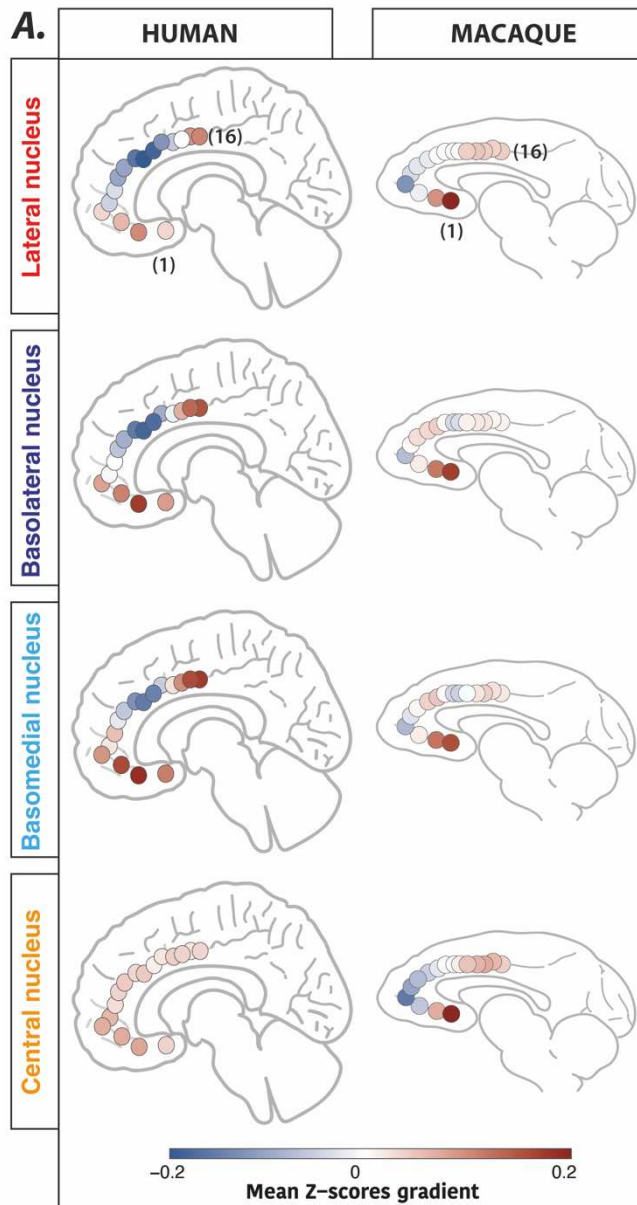 A.
HUMAN
MACAQUE
Lateral nucleus
(16)
(1)
(16)
(1)
Basolateral nucleus
Basomedial nucleus
Central nucleus
−0.2
0
0.2
Mean Z−scores gradient